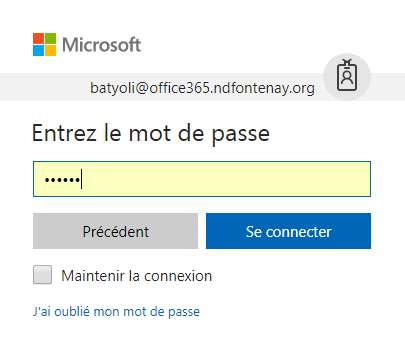 Microsoft
batyoli@office365.ndfontenay.org
Entrez le mot de passe
••••••
Précédent
Se connecter
Maintenir la connexion
J'ai oublié mon mot de passe